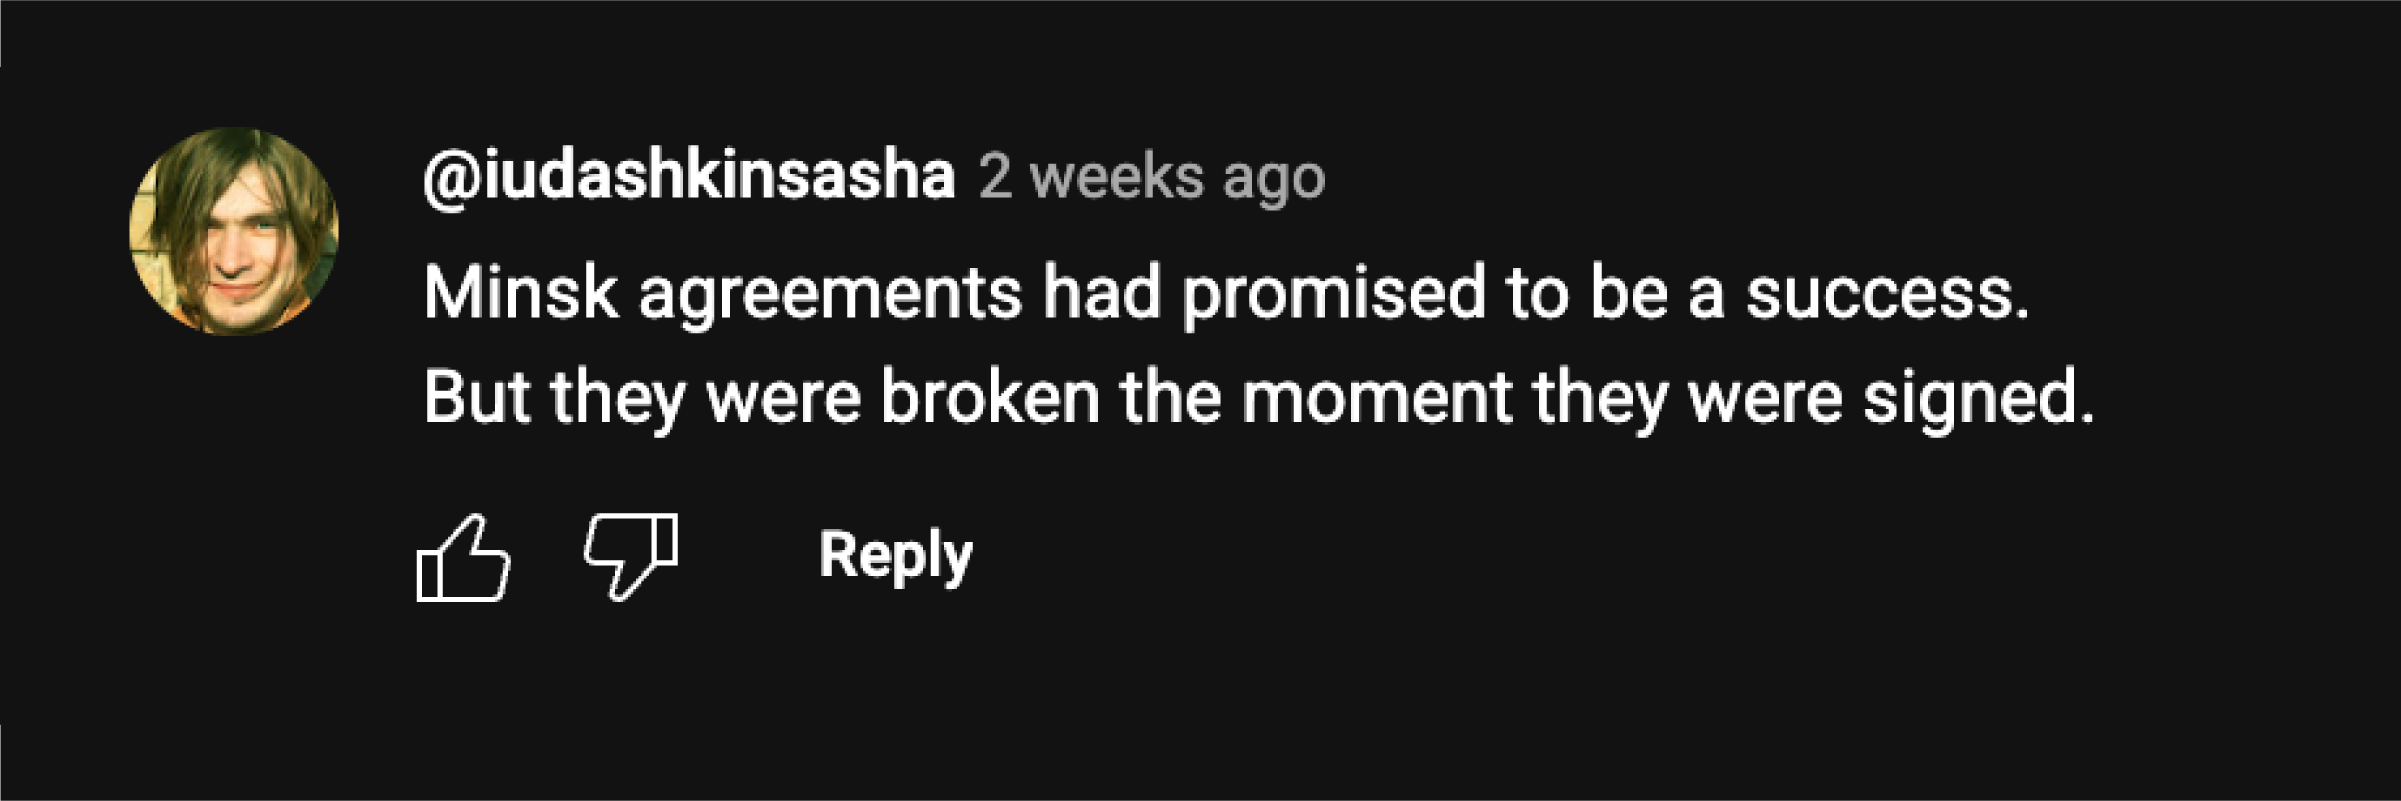 @iudashkinsasha 2 weeks ago
Minsk agreements had promised to be a success.
But they were broken the moment they were signed.
Reply